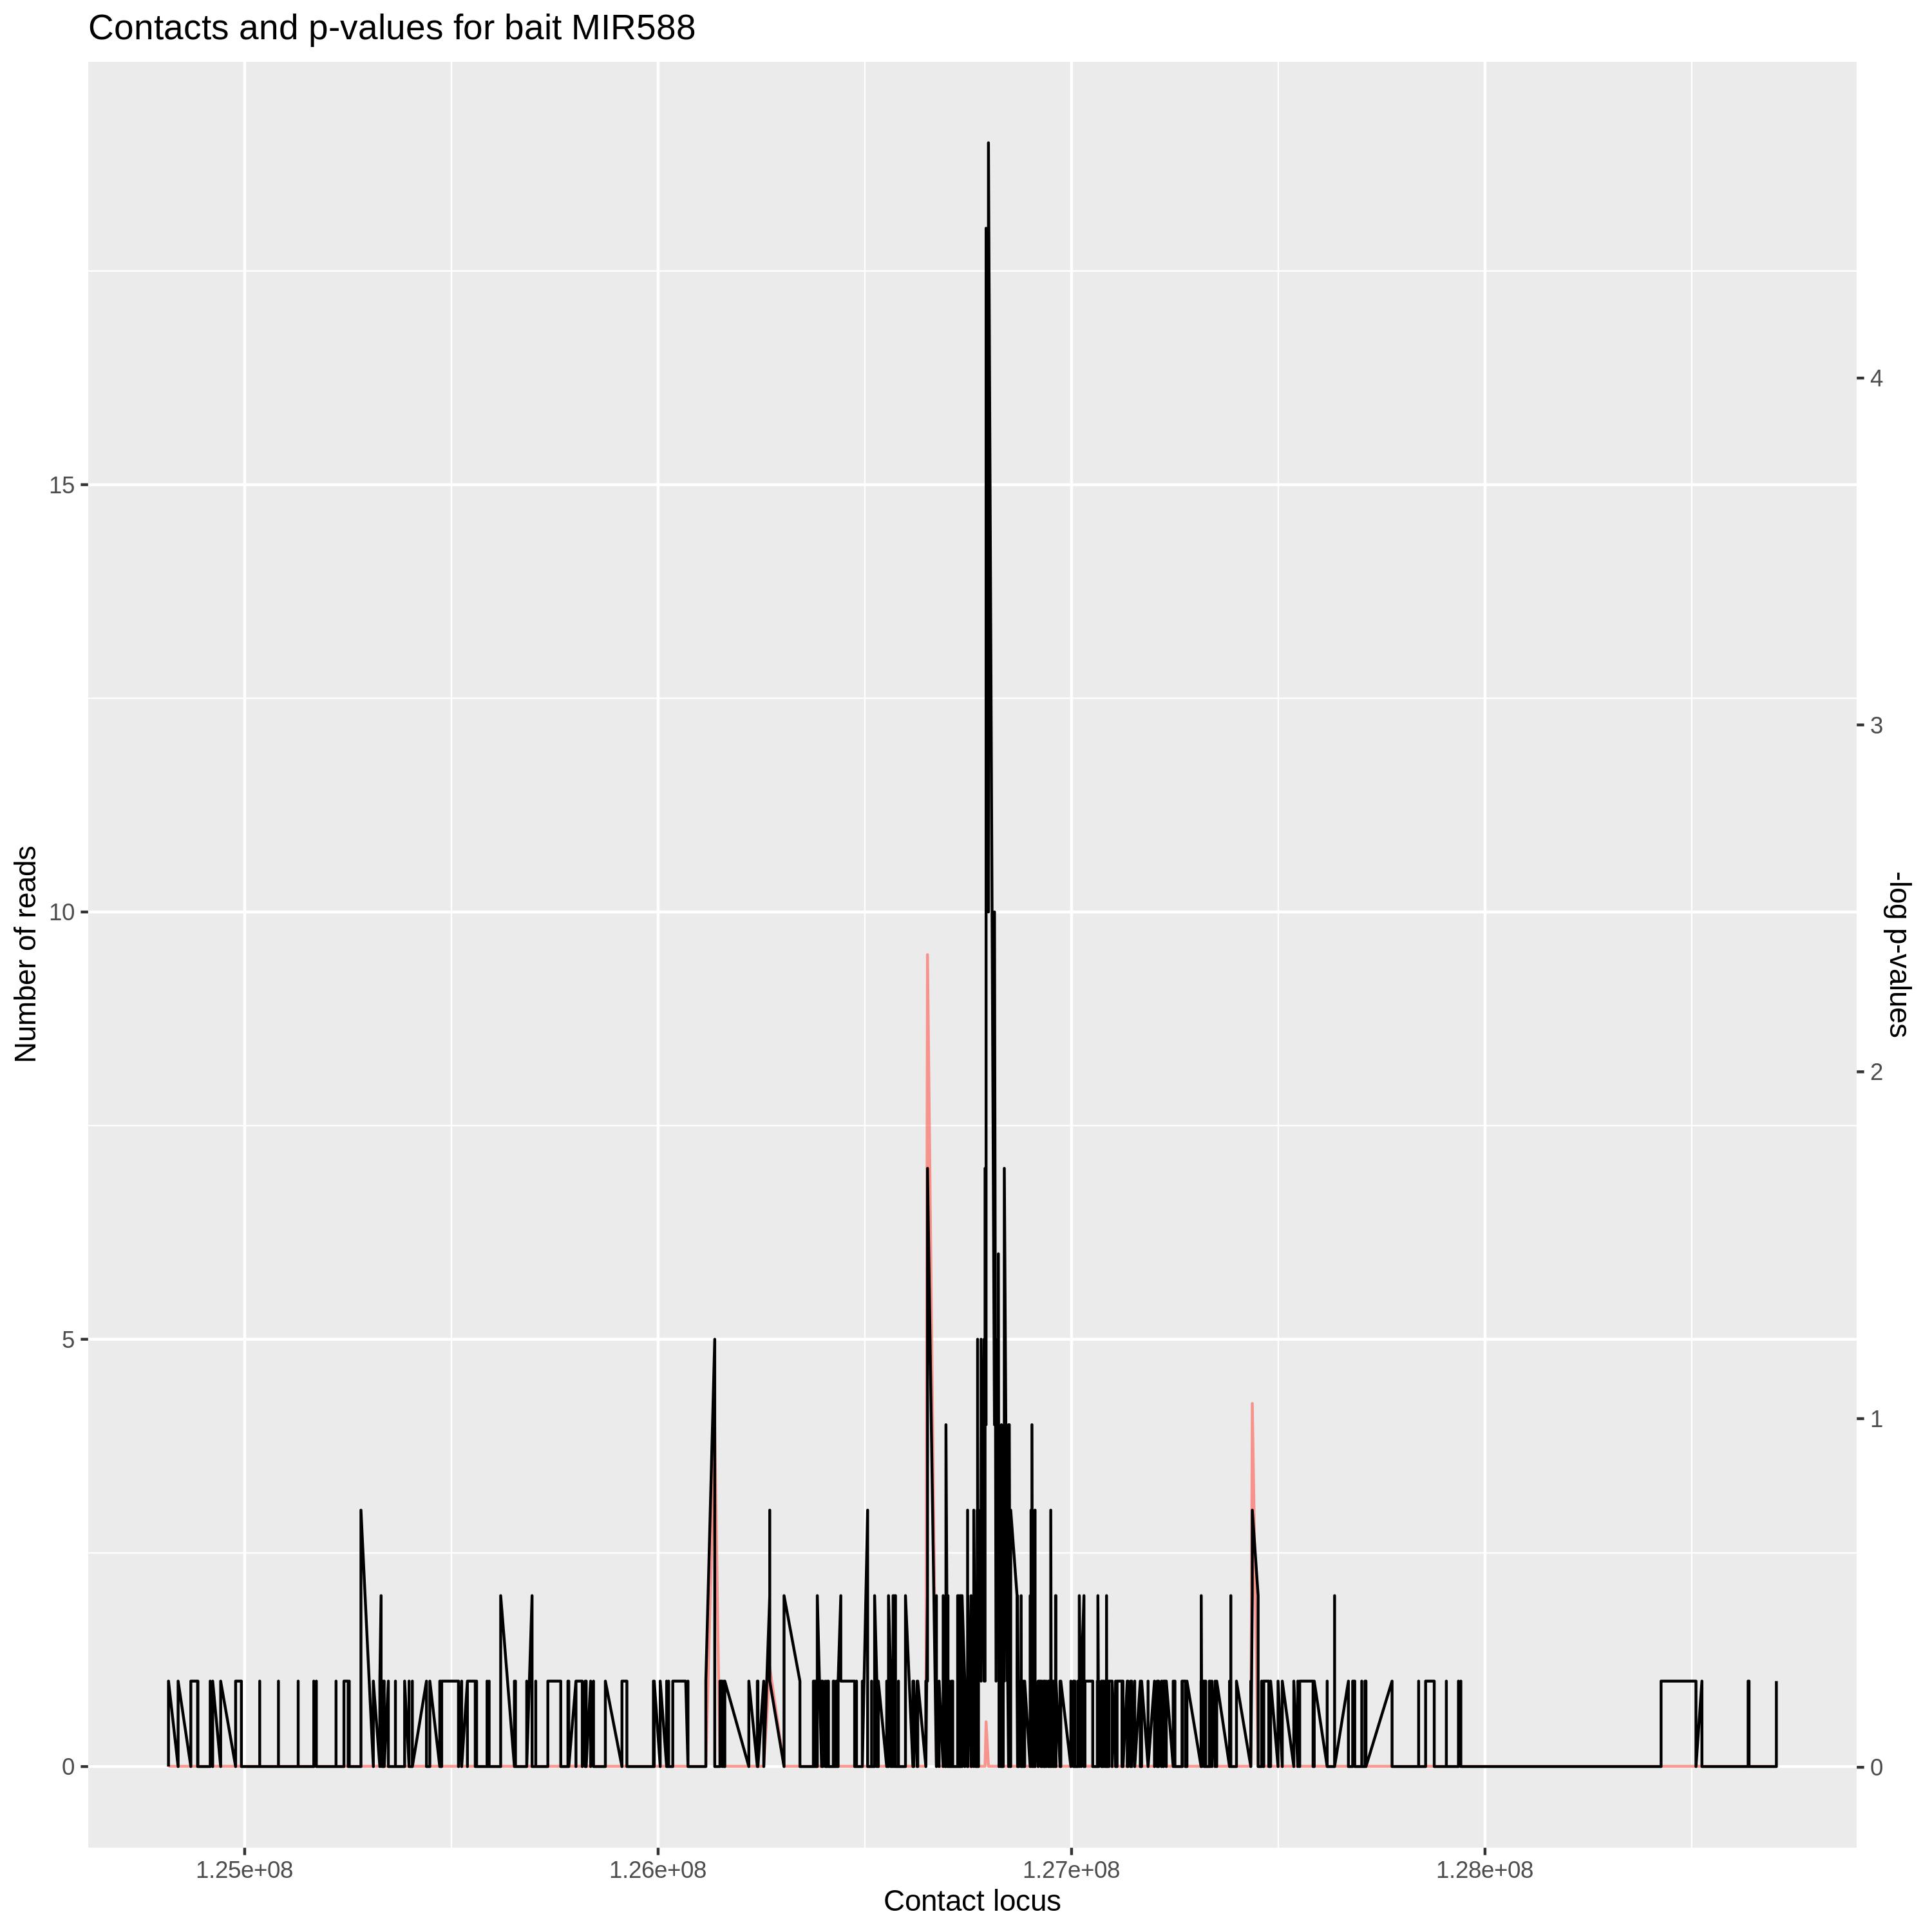 Contacts and p-values for bait MIR588
Number of reads
15
10
5
0
4
3
2
1
0
-log p-values
1.25e+08
1.26e+08
1.27e+08
1.28e+08
Contact locus